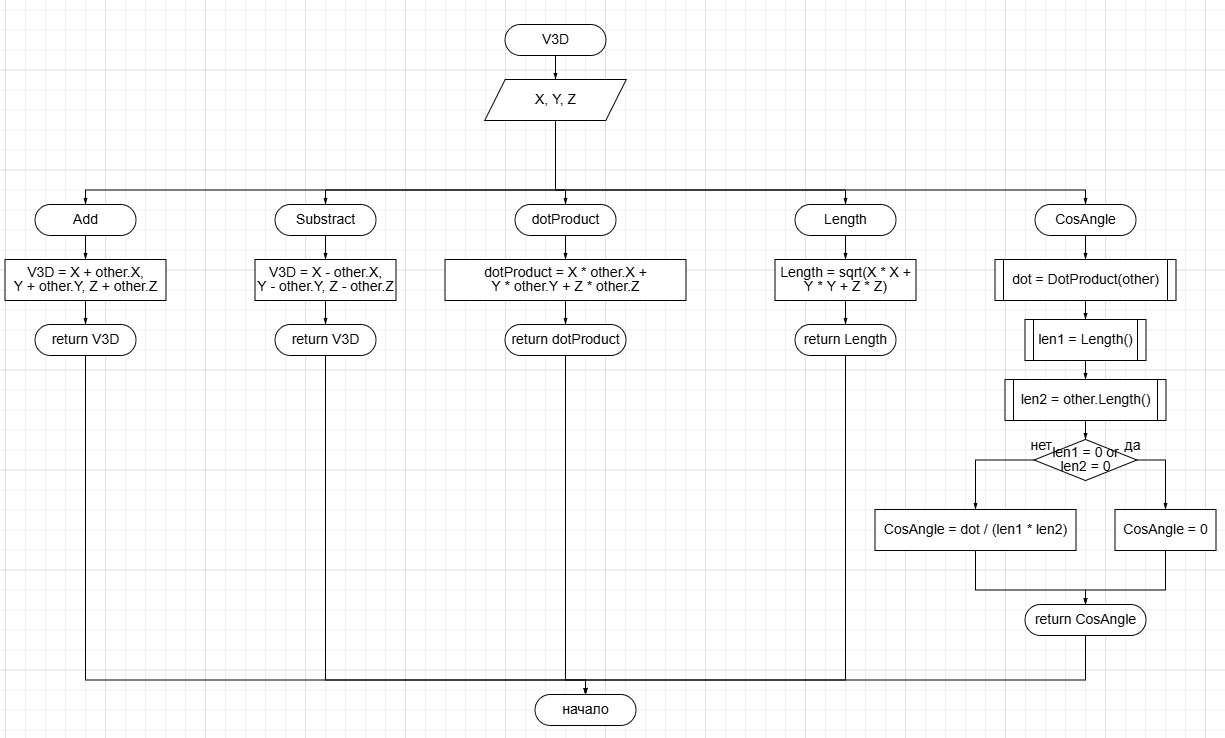 V3D
X, Y, Z
Add
Substract
dotProduct
Length
CosAngle
V3D = X + other.X,
Y + other.Y, Z + other.Z
V3D = X - other.X,
Y - other.Y, Z - other.Z
dotProduct = X * other.X +
Y * other.Y + Z * other.Z
Length = sqrt(X * X +
Y * Y + Z * Z)
dot = DotProduct(other)
return V3D
return V3D
return dotProduct
return Length
len1 = Length()
len2 = other.Length()
нет
да
len1 = 0 or
len2 = 0
CosAngle = dot / (len1 * len2)
CosAngle = 0
return CosAngle
начало